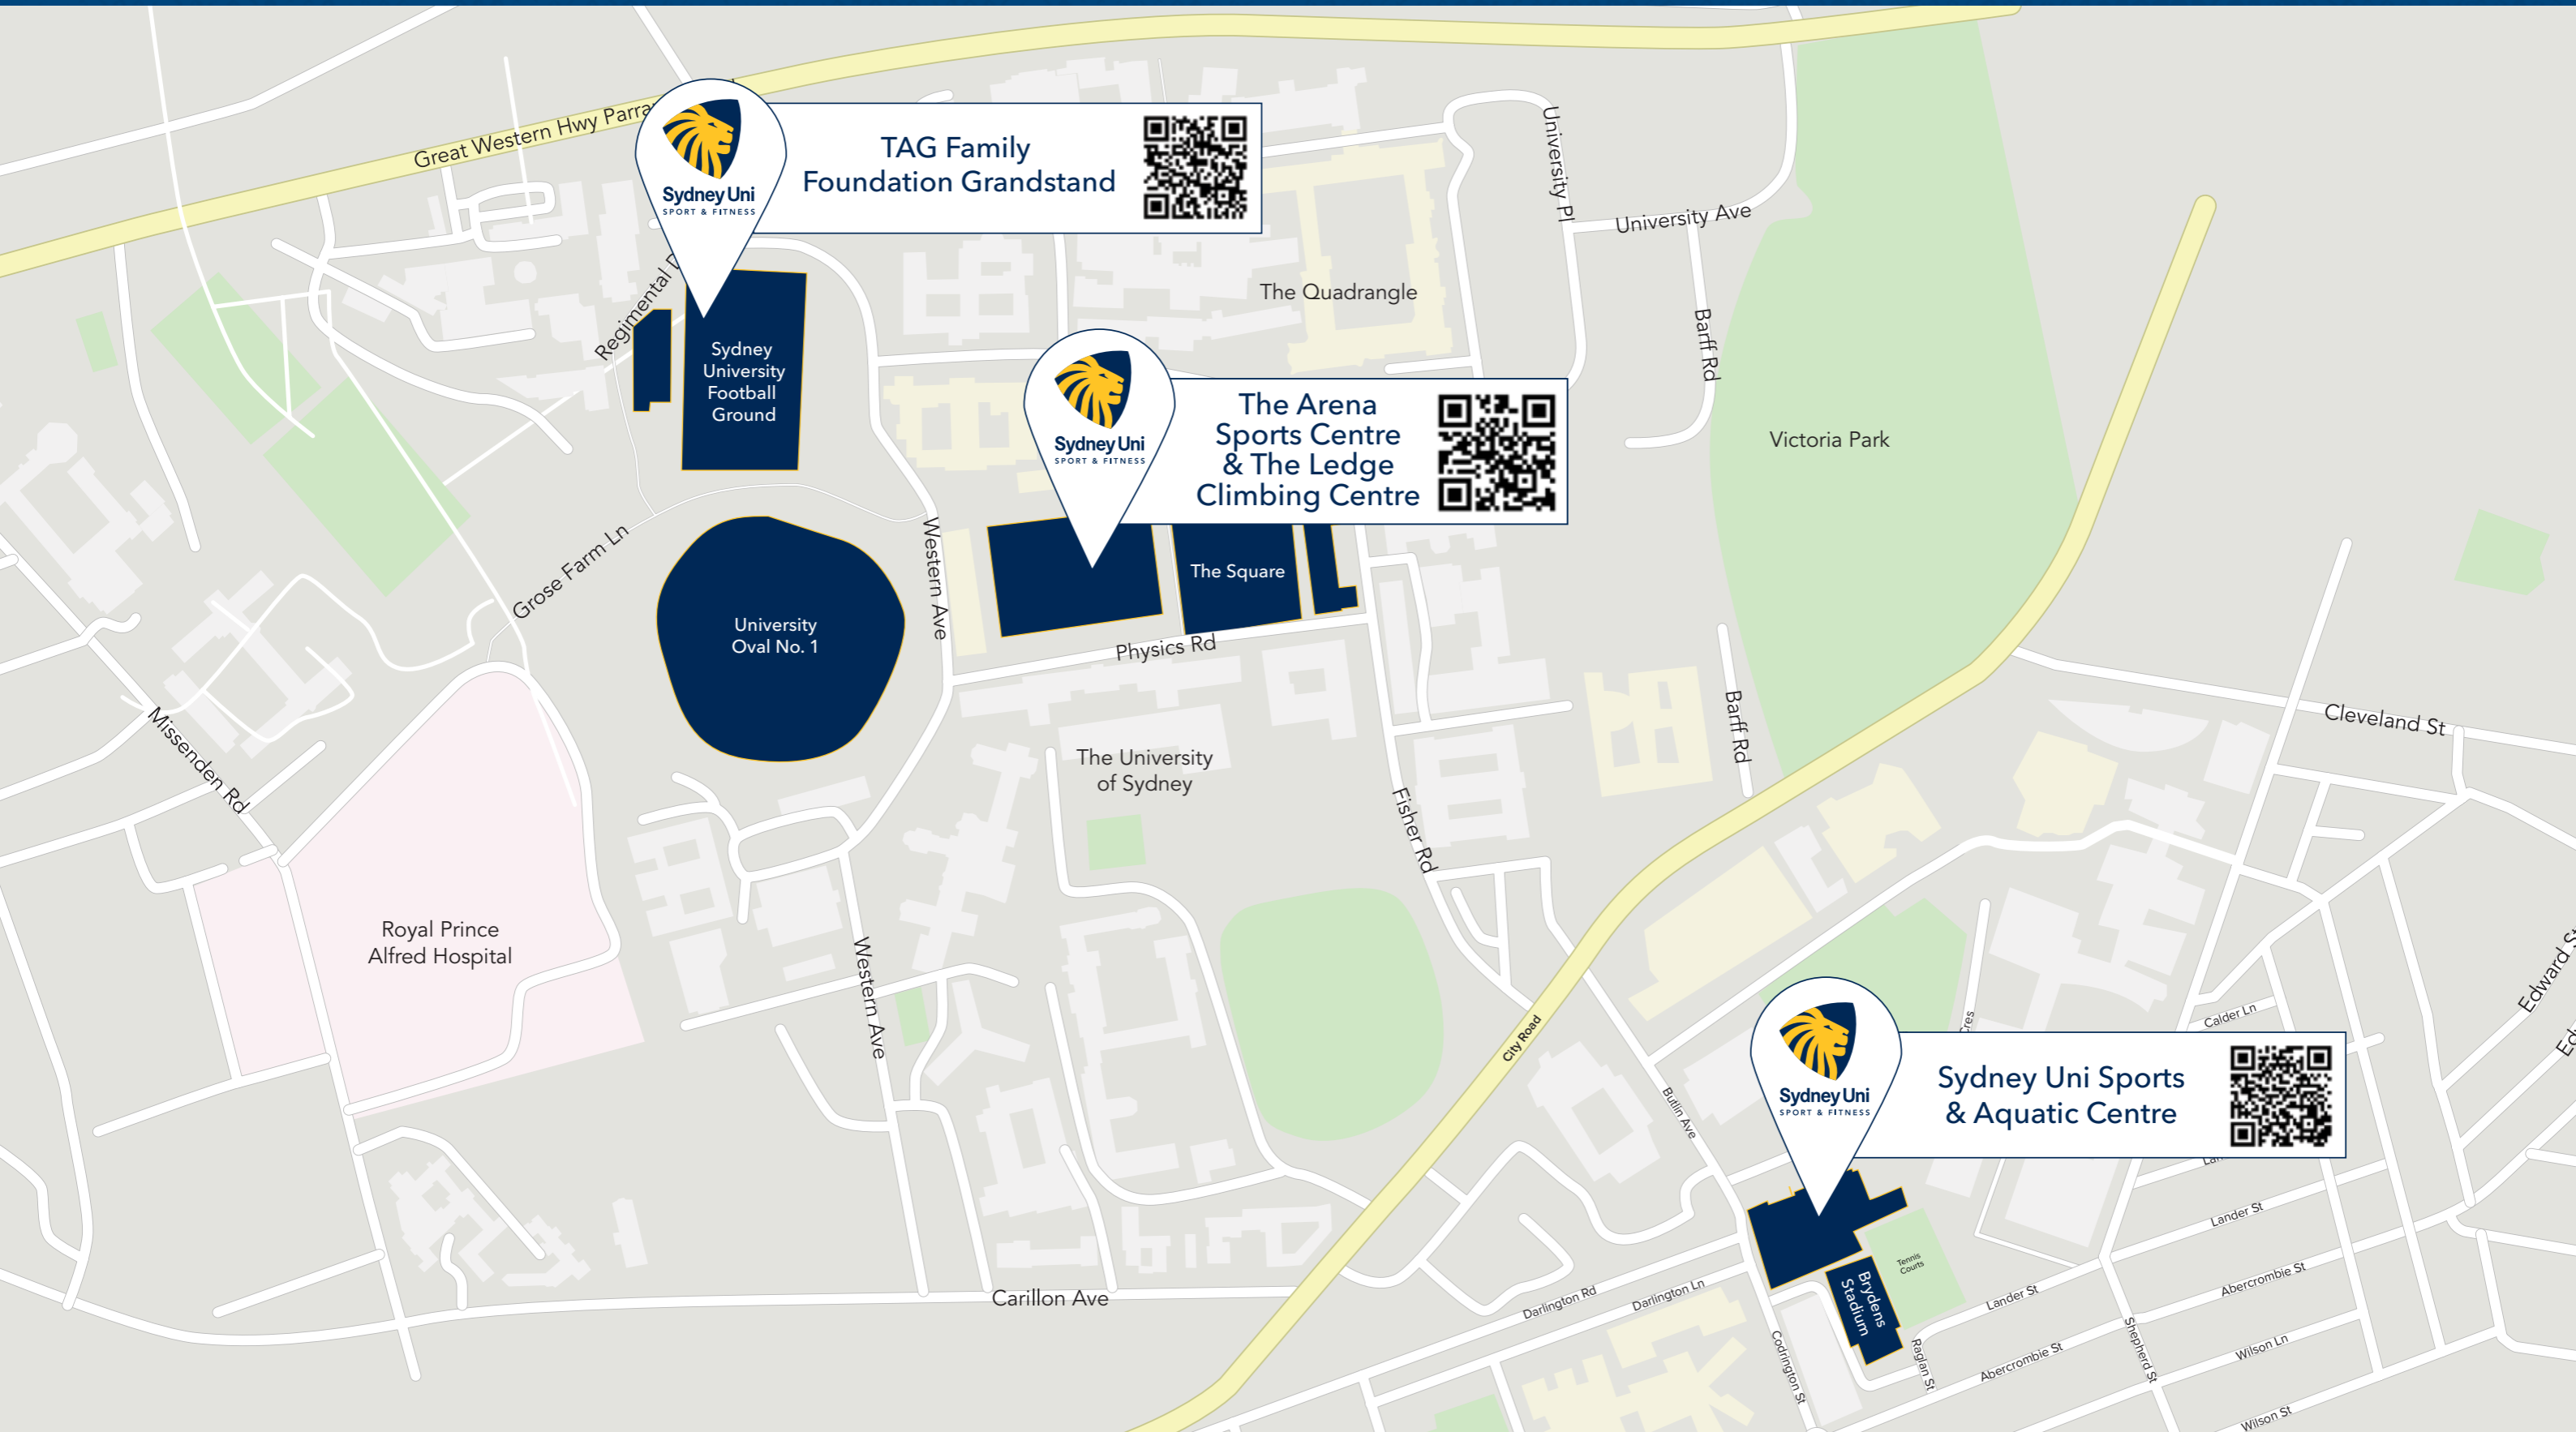 Great Western Hwy
TAG Family
Foundation Grandstand
Sydney Uni
SPORT & FITNESS
University Pl
University Ave
Regimental
The Quadrangle
Barff Rd
Sydney
University
Football
Ground
The Arena
Sports Centre
& The Ledge
Climbing Centre
Sydney Uni
SPORT & FITNESS
Victoria Park
Grose Farm Ln
Western Ave
The Square
University
Oval No. 1
Physics Rd
Missenden Rd
Barff Rd
Cleveland St
The University
of Sydney
Fisher Rd
Royal Prince
Alfred Hospital
Western Ave
Edward St
City Road
Calder Ln
Butlin Ave
Sydney Uni
SPORT & FITNESS
Sydney Uni Sports
& Aquatic Centre
Lander St
Tennis
Courts
Brydens
Stadium
Carillon Ave
Darlington Rd
Darlington Ln
Lander St
Abercrombie St
Codrington St
Raglan St
Abercrombie St
Shepherd St
Wilson Ln
Wilson St